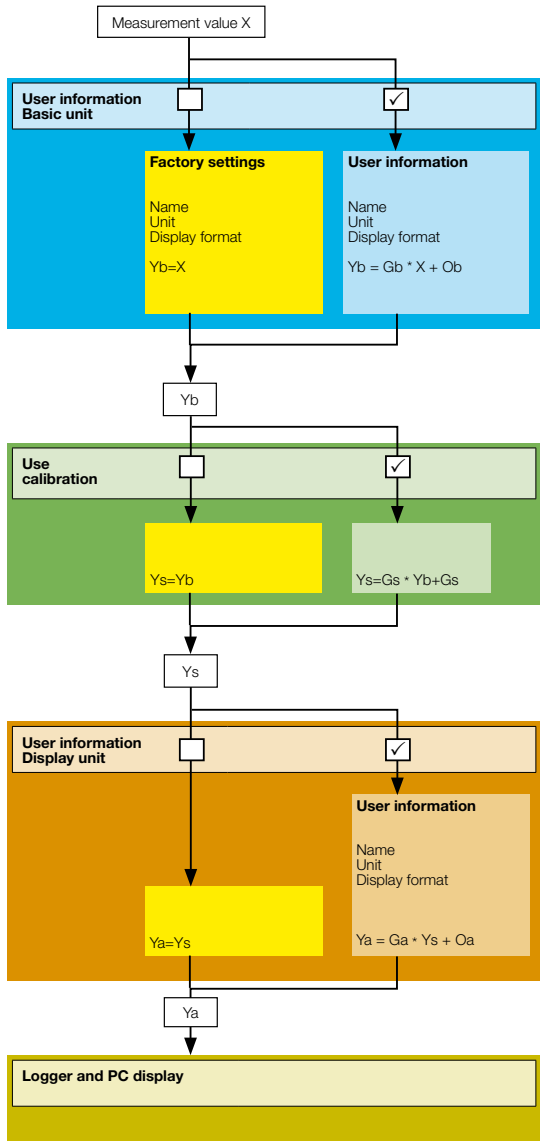 Measurement value X
User information
Basic unit
✓
Factory settings
Name
Unit
Display format
Yb=X
User information
Name
Unit
Display format
Yb = Gb * X + Ob
Yb
Use
calibration
✓
Ys=Yb
Ys=Gs * Yb+Gs
Ys
User information
Display unit
✓
User information
Name
Unit
Display format
Ya=Ys
Ya = Ga * Ys + Oa
Ya
Logger and PC display